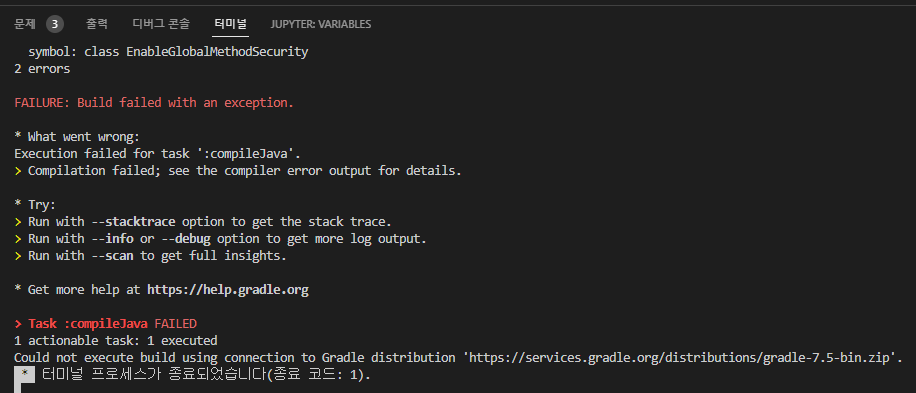 문제 3 출력 디버그 콘솔 터미널 JUPYTER: VARIABLES
symbol: class EnableGlobalMethodSecurity
2 errors
FAILURE: Build failed with an exception.
* What went wrong:
Execution failed for task ':compileJava'.
> Compilation failed; see the compiler error output for details.
* Try:
> Run with --stacktrace option to get the stack trace.
> Run with --info or --debug option to get more log output.
> Run with --scan to get full insights.
* Get more help at https://help.gradle.org
> Task :compileJava FAILED
1 actionable task: 1 executed
Could not execute build using connection to Gradle distribution 'https://services.gradle.org/distributions/gradle-7.5-bin.zip'.
* 터미널 프로세스가 종료되었습니다(종료 코드: 1).